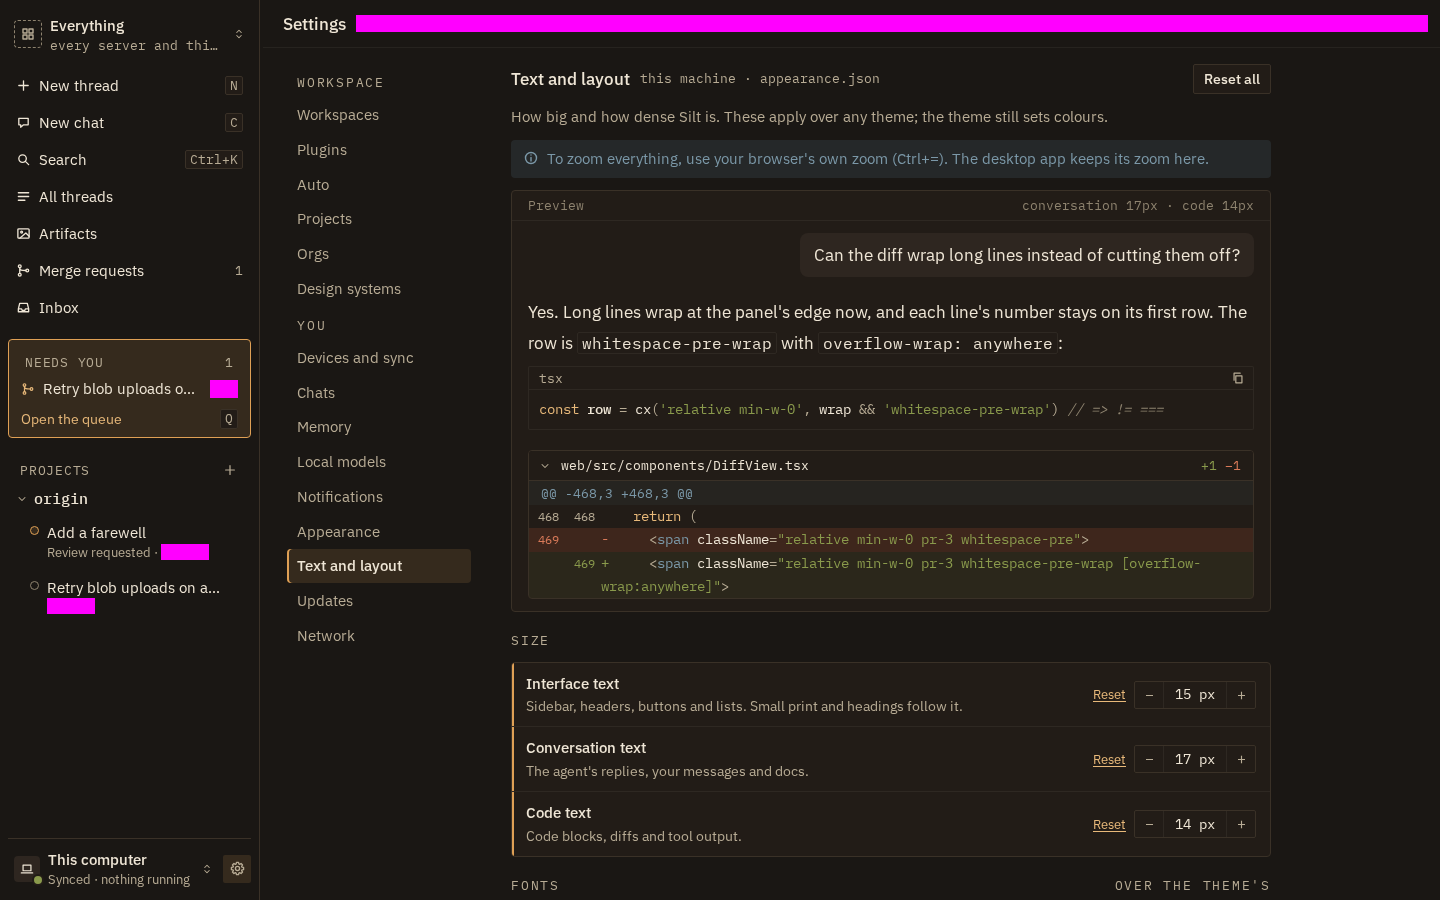 Everything
every server and thi…
New thread N
New chat C
Search Ctrl+K
All threads
Artifacts
Merge requests 1
Inbox
NEEDS YOU 1
Retry blob uploads o…
Open the queue Q
PROJECTS
origin
Add a farewell
Review requested ·
Retry blob uploads on a…
This computer
Synced · nothing running
Settings
WORKSPACE
Workspaces
Plugins
Auto
Projects
Orgs
Design systems
YOU
Devices and sync
Chats
Memory
Local models
Notifications
Appearance
Text and layout
Updates
Network
Text and layout this machine · appearance.json Reset all
How big and how dense Silt is. These apply over any theme; the theme still sets colours.
To zoom everything, use your browser's own zoom (Ctrl+=). The desktop app keeps its zoom here.
Preview conversation 17px · code 14px
Can the diff wrap long lines instead of cutting them off?
Yes. Long lines wrap at the panel's edge now, and each line's number stays on its first row. The
row is whitespace-pre-wrap with overflow-wrap: anywhere:
tsx
const row = cx('relative min-w-0', wrap && 'whitespace-pre-wrap') // => != ===
web/src/components/DiffView.tsx +1 −1
@@ -468,3 +468,3 @@
468 468 return (
469 - <span className="relative min-w-0 pr-3 whitespace-pre">
469 + <span className="relative min-w-0 pr-3 whitespace-pre-wrap [overflow-
wrap:anywhere]">
SIZE
Interface text
Sidebar, headers, buttons and lists. Small print and headings follow it.
Reset − 15 px +
Conversation text
The agent's replies, your messages and docs.
Reset − 17 px +
Code text
Code blocks, diffs and tool output.
Reset − 14 px +
FONTS OVER THE THEME'S